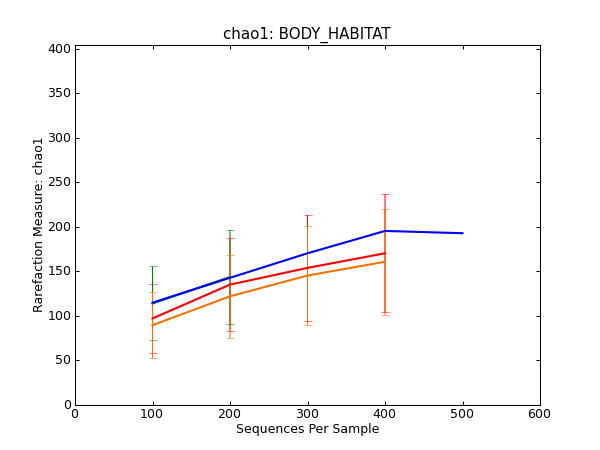 chao1: BODY_HABITAT
400
350
300
250
200
150
100
50
0
Rarefaction Measure: chao1
0 100 200 300 400 500 600
Sequences Per Sample